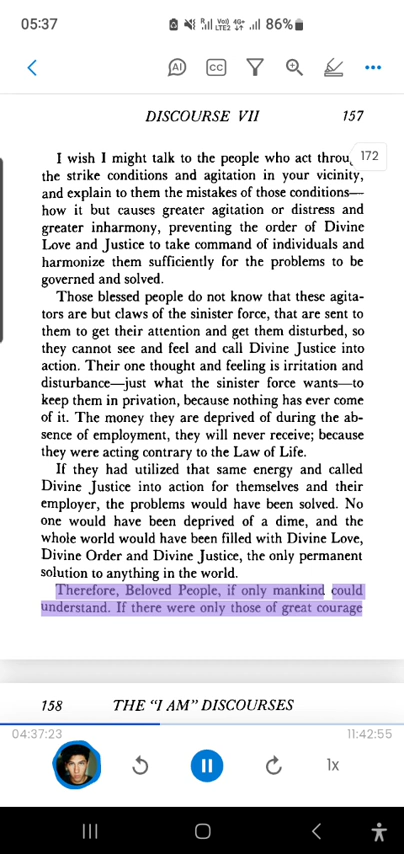 05:37
86%
AI
CC
DISCOURSE VII 157
172
I wish I might talk to the people who act throu
the strike conditions and agitation in your vicinity,
and explain to them the mistakes of those conditions—
how it but causes greater agitation or distress and
greater inharmony, preventing the order of Divine
Love and Justice to take command of individuals and
harmonize them sufficiently for the problems to be
governed and solved.
Those blessed people do not know that these agita-
tors are but claws of the sinister force, that are sent to
them to get their attention and get them disturbed, so
they cannot see and feel and call Divine Justice into
action. Their one thought and feeling is irritation and
disturbance—just what the sinister force wants—to
keep them in privation, because nothing has ever come
of it. The money they are deprived of during the ab-
sence of employment, they will never receive; because
they were acting contrary to the Law of Life.
If they had utilized that same energy and called
Divine Justice into action for themselves and their
employer, the problems would have been solved. No
one would have been deprived of a dime, and the
whole world would have been filled with Divine Love,
Divine Order and Divine Justice, the only permanent
solution to anything in the world.
Therefore, Beloved People, if only mankind could
understand. If there were only those of great courage
158 THE “I AM” DISCOURSES
04:37:23 11:42:55
1x